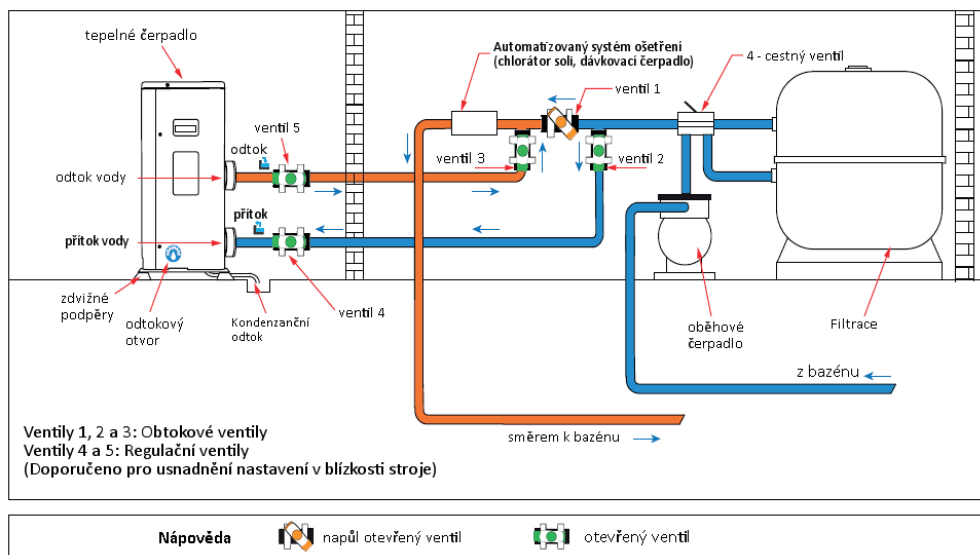 tepelné čerpadlo
Automatizovaný systém ošetření
(chlorátor soli, dávkovací čerpadlo)
4 - cestný ventil
ventil 1
ventil 5
odtok
ventil 3
ventil 2
odtok vody
přítok
přítok vody
zdvižné
podpěry
odtokový
otvor
Kondenzanční
odtok
ventil 4
oběhové
čerpadlo
Filtrace
z bazénu
směrem k bazénu
Ventily 1, 2 a 3: Obtokové ventily
Ventily 4 a 5: Regulační ventily
(Doporučeno pro usnadnění nastavení v blízkosti stroje)
Nápověda
napůl otevřený ventil
otevřený ventil